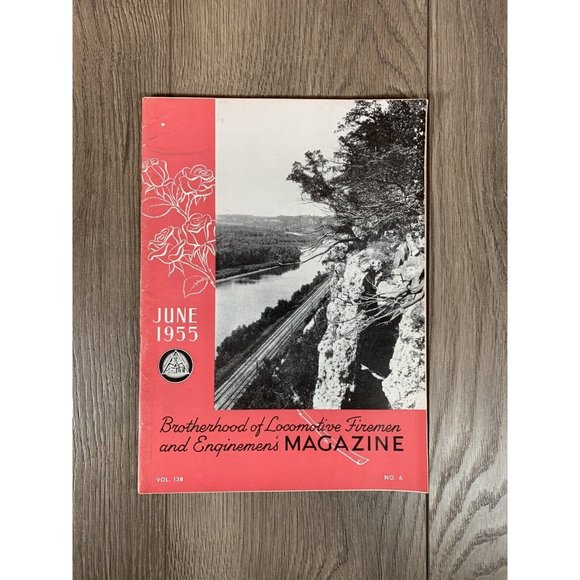 JUNE
1955
Brotherhood of Locomotive Firemen
and Enginemen's MAGAZINE
VOL. 138 NO. 6